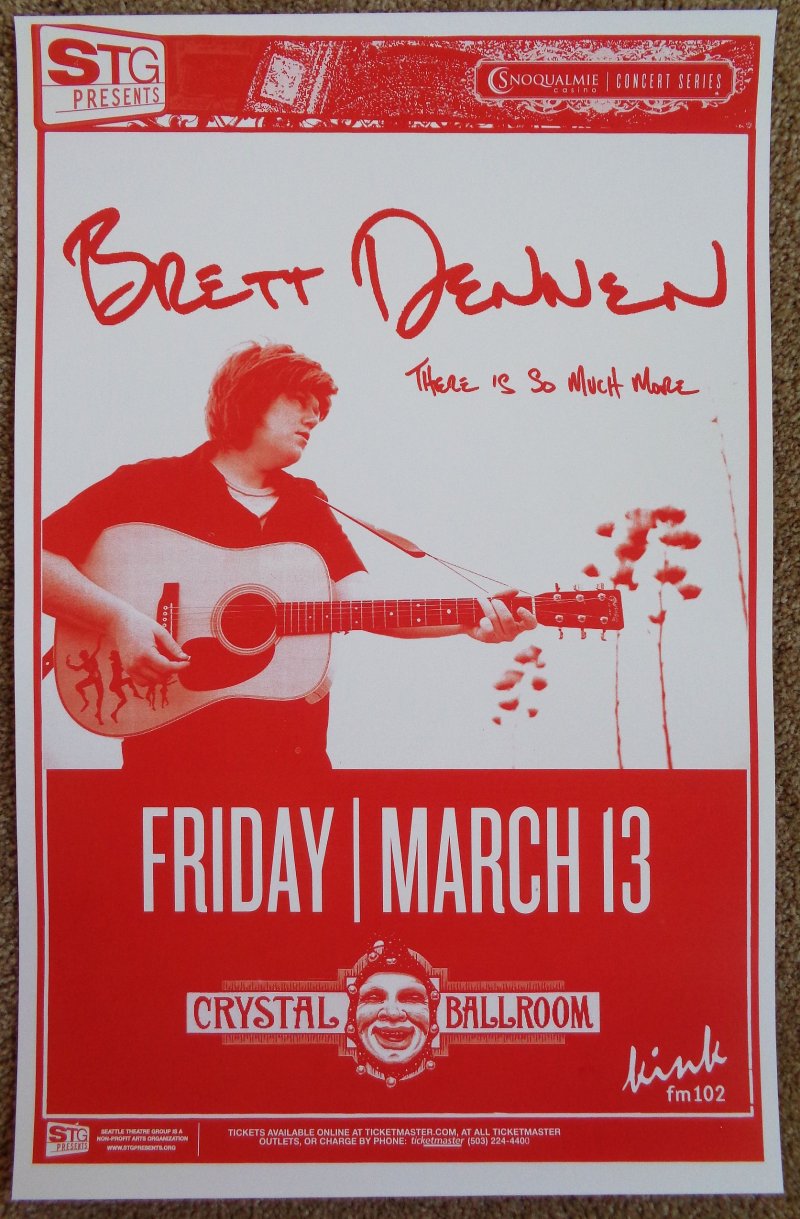 STG
PRESENTS
SNOQUALMIE casino | CONCERT SERIES
BRETT DENNEN
THERE IS SO MUCH MORE
FRIDAY | MARCH 13
CRYSTAL BALLROOM
kink
fm102
STG
PRESENTS
SEATTLE THEATRE GROUP IS A
NON-PROFIT ARTS ORGANIZATION
WWW.STGPRESENTS.ORG
TICKETS AVAILABLE ONLINE AT TICKETMASTER.COM, AT ALL TICKETMASTER
OUTLETS, OR CHARGE BY PHONE: ticketmaster (503) 224-4400